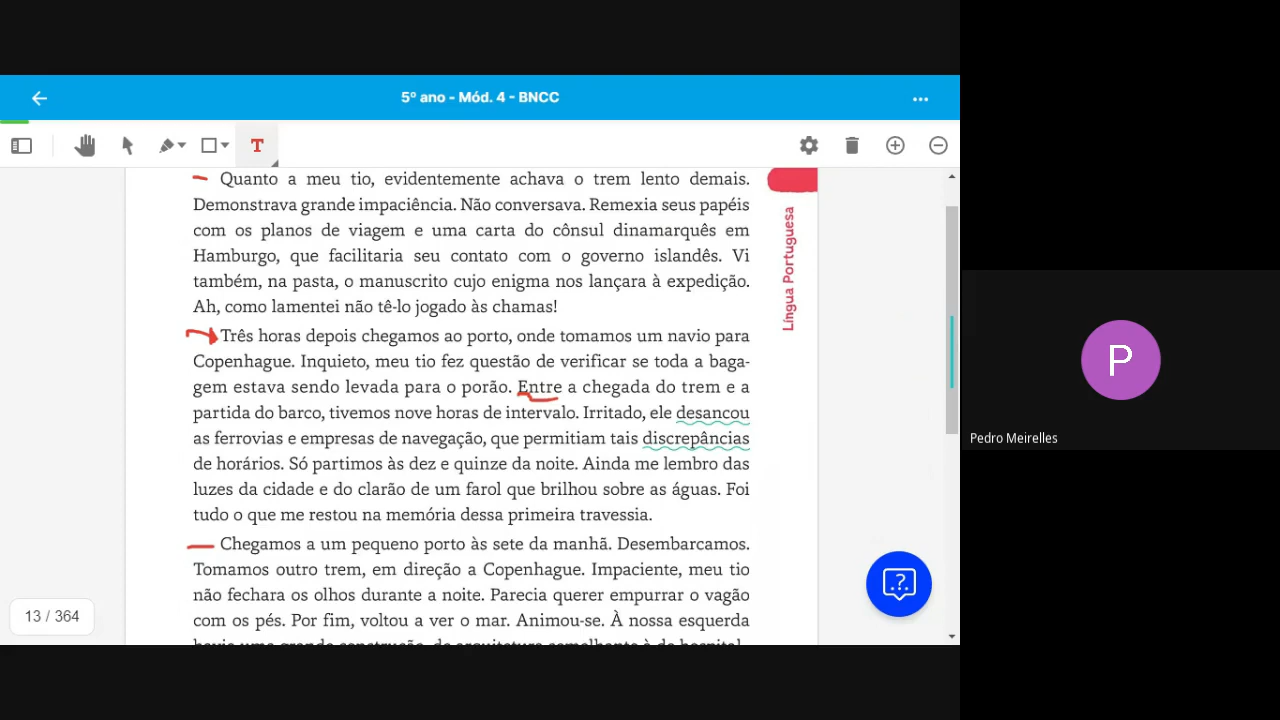 5º ano - Mód. 4 - BNCC
T
Quanto a meu tio, evidentemente achava o trem lento demais.
Demonstrava grande impaciência. Não conversava. Remexia seus papéis
com os planos de viagem e uma carta do cônsul dinamarquês em
Hamburgo, que facilitaria seu contato com o governo islandês. Vi
também, na pasta, o manuscrito cujo enigma nos lançara à expedição.
Ah, como lamentei não tê-lo jogado às chamas!
Três horas depois chegamos ao porto, onde tomamos um navio para
Copenhague. Inquieto, meu tio fez questão de verificar se toda a baga-
gem estava sendo levada para o porão. Entre a chegada do trem e a
partida do barco, tivemos nove horas de intervalo. Irritado, ele desancou
as ferrovias e empresas de navegação, que permitiam tais discrepâncias
de horários. Só partimos às dez e quinze da noite. Ainda me lembro das
luzes da cidade e do clarão de um farol que brilhou sobre as águas. Foi
tudo o que me restou na memória dessa primeira travessia.
Chegamos a um pequeno porto às sete da manhã. Desembarcamos.
Tomamos outro trem, em direção a Copenhague. Impaciente, meu tio
não fechara os olhos durante a noite. Parecia querer empurrar o vagão
com os pés. Por fim, voltou a ver o mar. Animou-se. À nossa esquerda
havia uma grande construção, de arquitetura semelhante à de hospital.
Língua Portuguesa
13 / 364
?
P
Pedro Meirelles